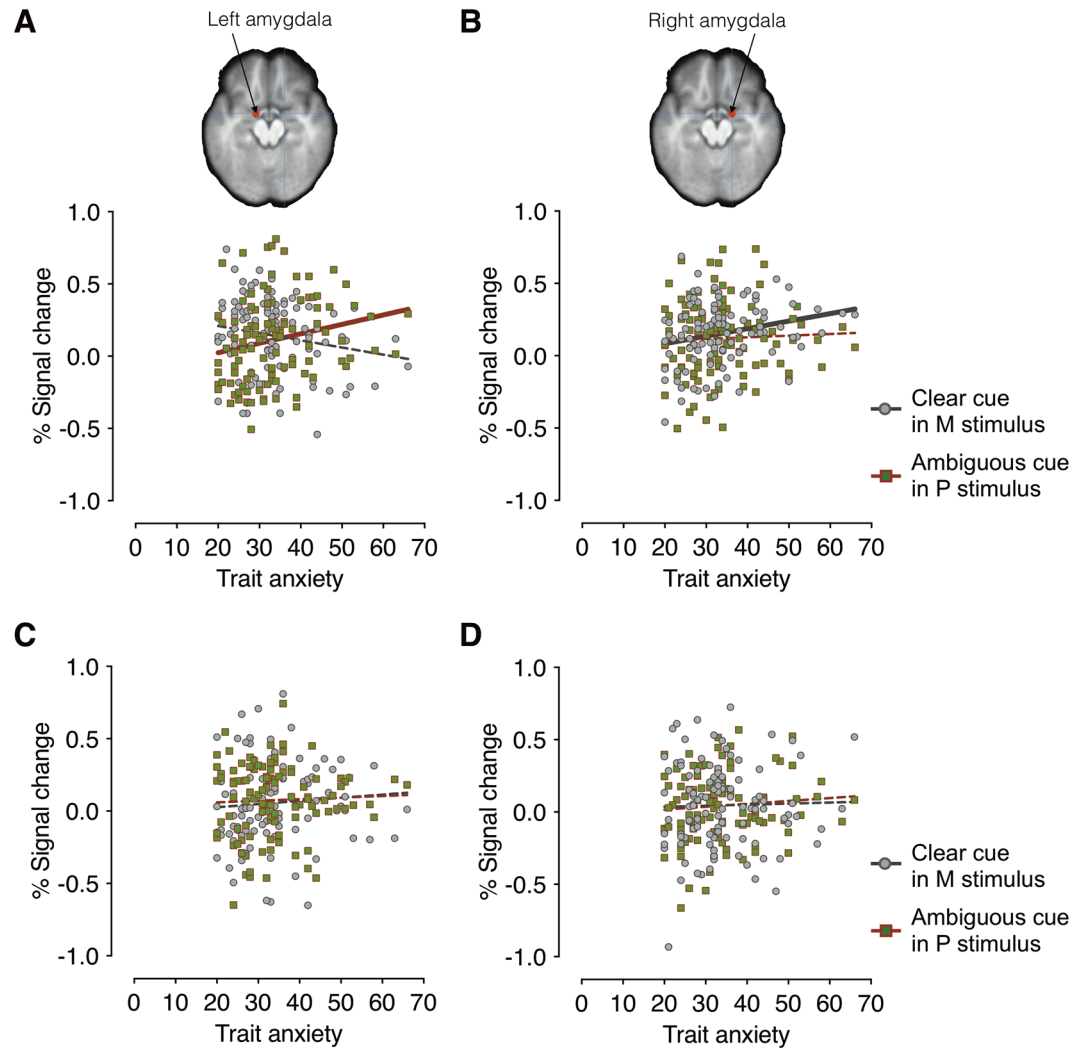 A
Left amygdala
B
Right amygdala
1.0
0.5
0.0
-0.5
-1.0
% Signal change
0 10 20 30 40 50 60 70
Trait anxiety
1.0
0.5
0.0
-0.5
-1.0
% Signal change
0 10 20 30 40 50 60 70
Trait anxiety
Clear cue
in M stimulus
Ambiguous cue
in P stimulus
C
1.0
0.5
0.0
-0.5
-1.0
% Signal change
0 10 20 30 40 50 60 70
Trait anxiety
D
1.0
0.5
0.0
-0.5
-1.0
% Signal change
0 10 20 30 40 50 60 70
Trait anxiety
Clear cue
in M stimulus
Ambiguous cue
in P stimulus